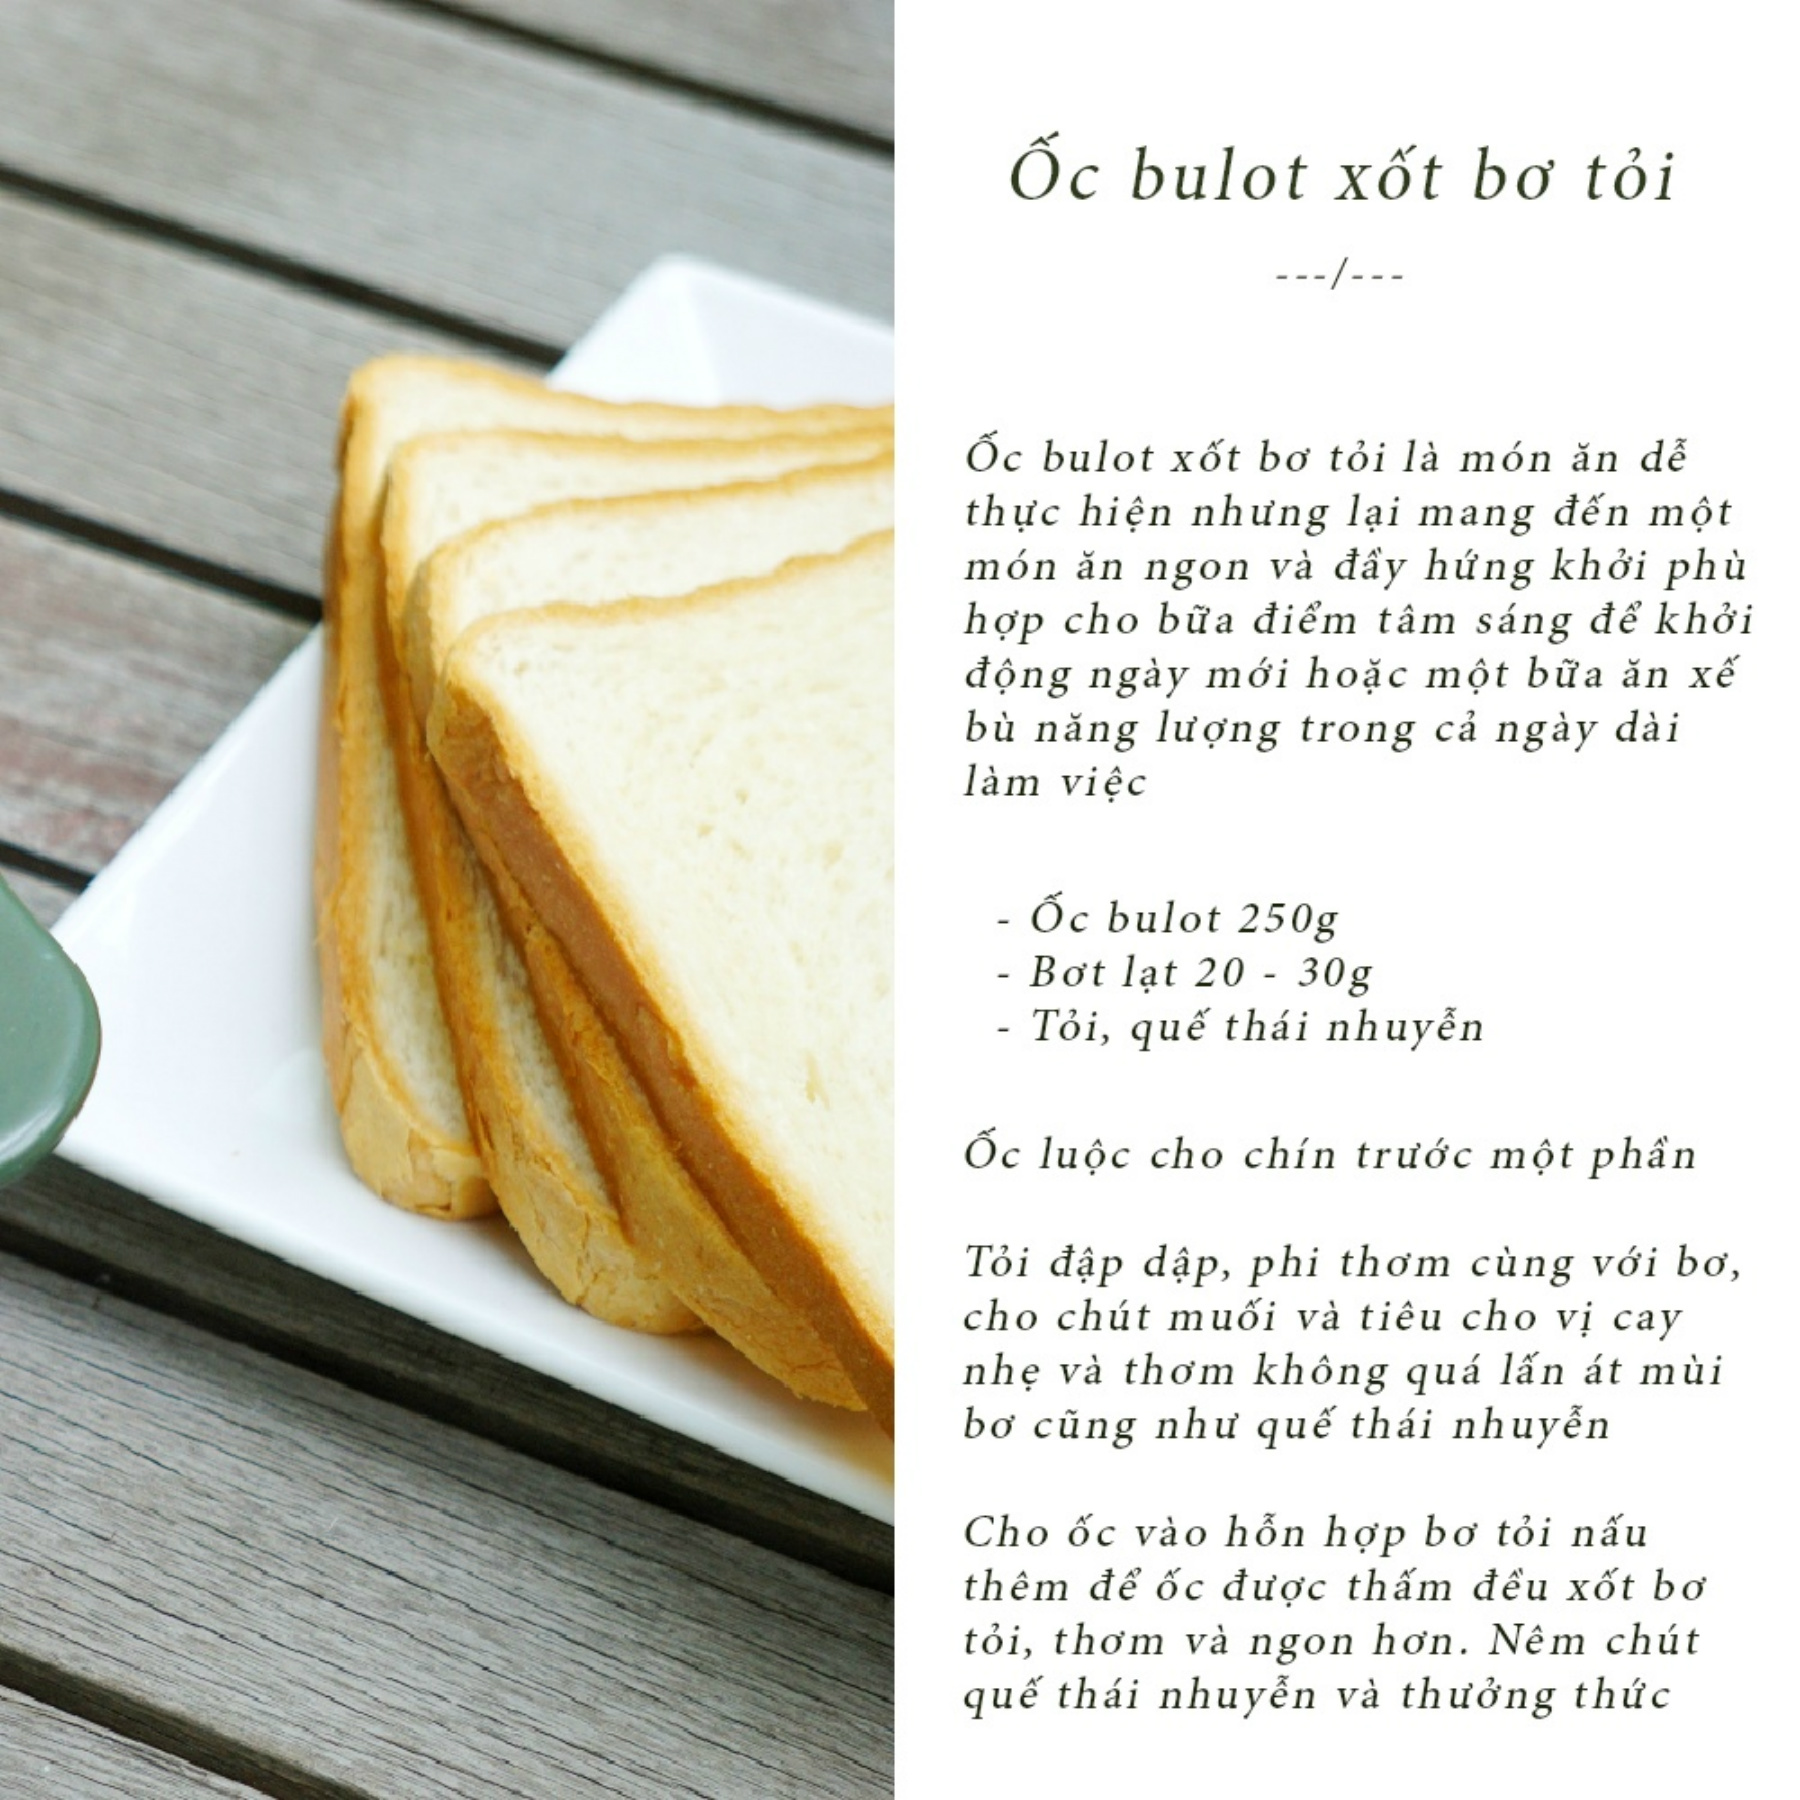 Ốc bulot xốt bơ tỏi
---/---
Ốc bulot xốt bơ tỏi là món ăn dễ
thực hiện nhưng lại mang đến một
món ăn ngon và đầy hứng khởi phù
hợp cho bữa điểm tâm sáng để khởi
động ngày mới hoặc một bữa ăn xế
bù năng lượng trong cả ngày dài
làm việc
- Ốc bulot 250g
- Bơt lạt 20 - 30g
- Tỏi, quế thái nhuyễn
Ốc luộc cho chín trước một phần
Tỏi đập dập, phi thơm cùng với bơ,
cho chút muối và tiêu cho vị cay
nhẹ và thơm không quá lấn át mùi
bơ cũng như quế thái nhuyễn
Cho ốc vào hỗn hợp bơ tỏi nấu
thêm để ốc được thấm đều xốt bơ
tỏi, thơm và ngon hơn. Nêm chút
quế thái nhuyễn và thưởng thức